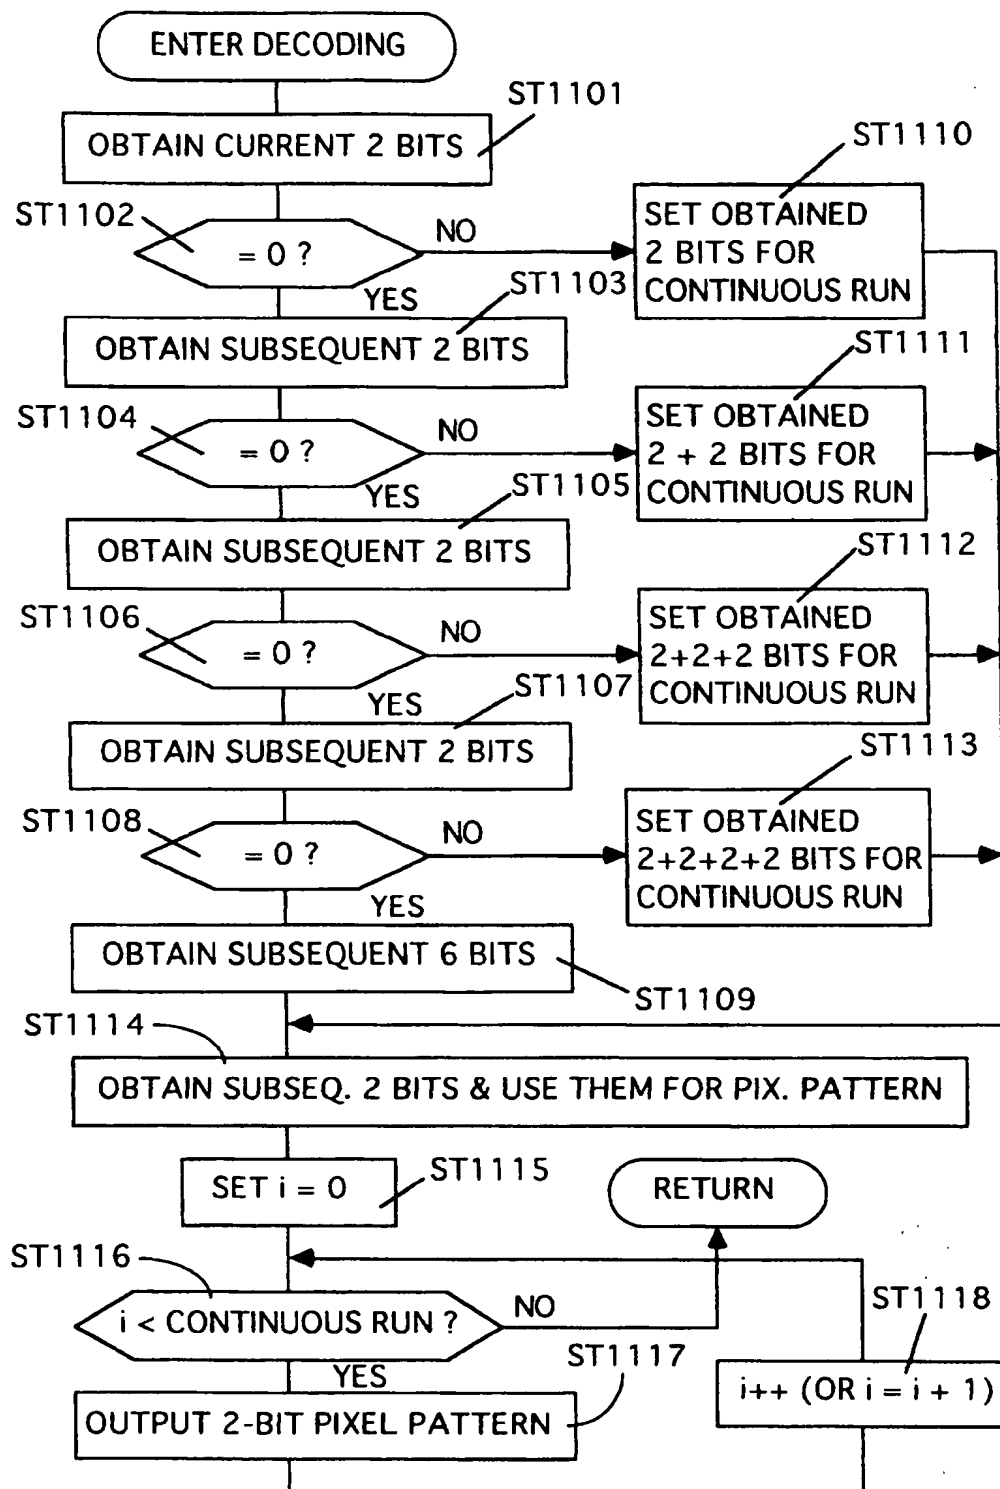 ENTER DECODING
ST1101
OBTAIN CURRENT 2 BITS
ST1110
ST1102
= 0 ?
NO
SET OBTAINED
2 BITS FOR
CONTINUOUS RUN
YES
ST1103
OBTAIN SUBSEQUENT 2 BITS
ST1111
ST1104
= 0 ?
NO
SET OBTAINED
2 + 2 BITS FOR
CONTINUOUS RUN
YES
ST1105
OBTAIN SUBSEQUENT 2 BITS
ST1112
ST1106
= 0 ?
NO
SET OBTAINED
2+2+2 BITS FOR
CONTINUOUS RUN
YES
ST1107
OBTAIN SUBSEQUENT 2 BITS
ST1113
ST1108
= 0 ?
NO
SET OBTAINED
2+2+2+2 BITS FOR
CONTINUOUS RUN
YES
OBTAIN SUBSEQUENT 6 BITS
ST1109
ST1114
OBTAIN SUBSEQ. 2 BITS & USE THEM FOR PIX. PATTERN
SET i = 0
ST1115
RETURN
ST1116
i < CONTINUOUS RUN ?
NO
ST1118
YES
ST1117
i++ (OR i = i + 1)
OUTPUT 2-BIT PIXEL PATTERN